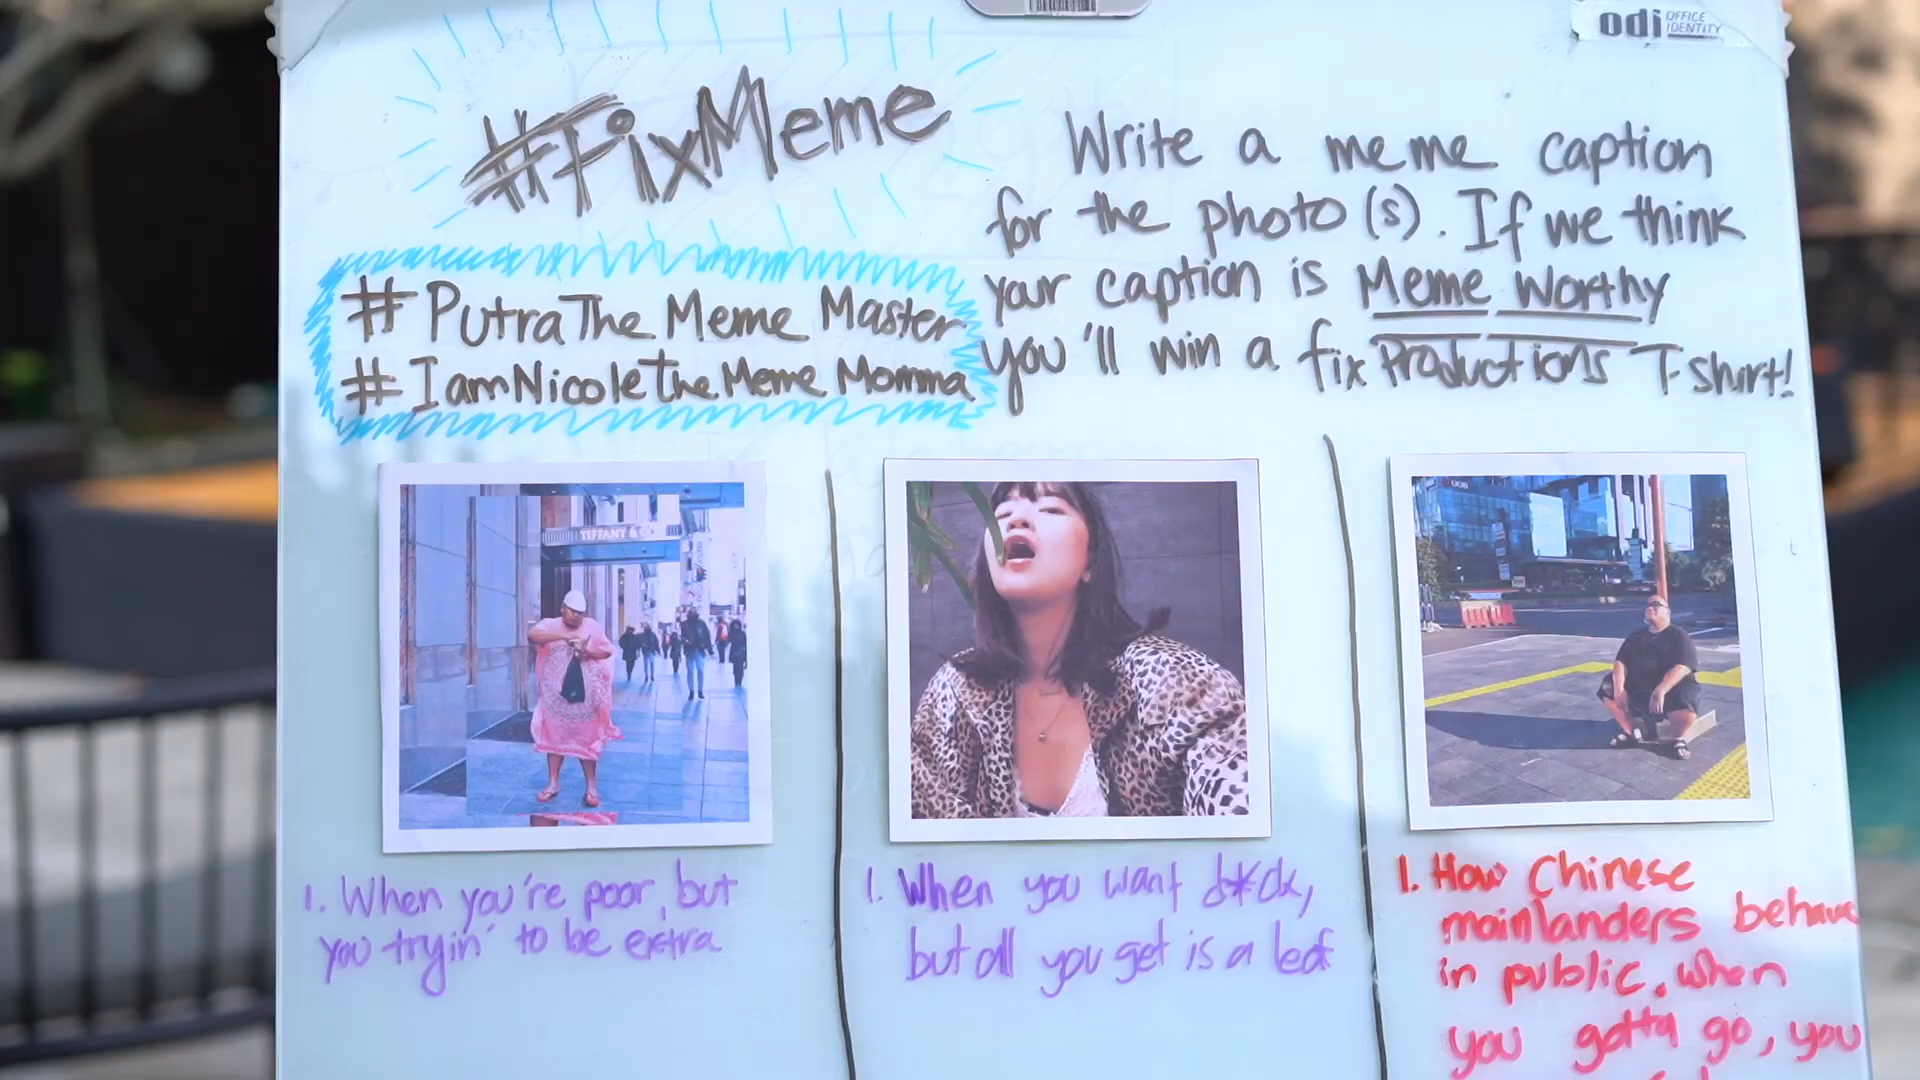 odi OFFICE IDENTITY
#FixMeme
#PutraTheMemeMaster
#IamNicoletheMemeMomma
Write a meme caption
for the photo(s). If we think
your caption is Meme Worthy
you'll win a fix Productions T-shirt!
TIFFANY & CO
UOB
1. When you're poor, but
you tryin' to be extra
1. When you want d*ck,
but all you get is a leaf
1. How Chinese
mainlanders behave
in public. when
you gotta go, you